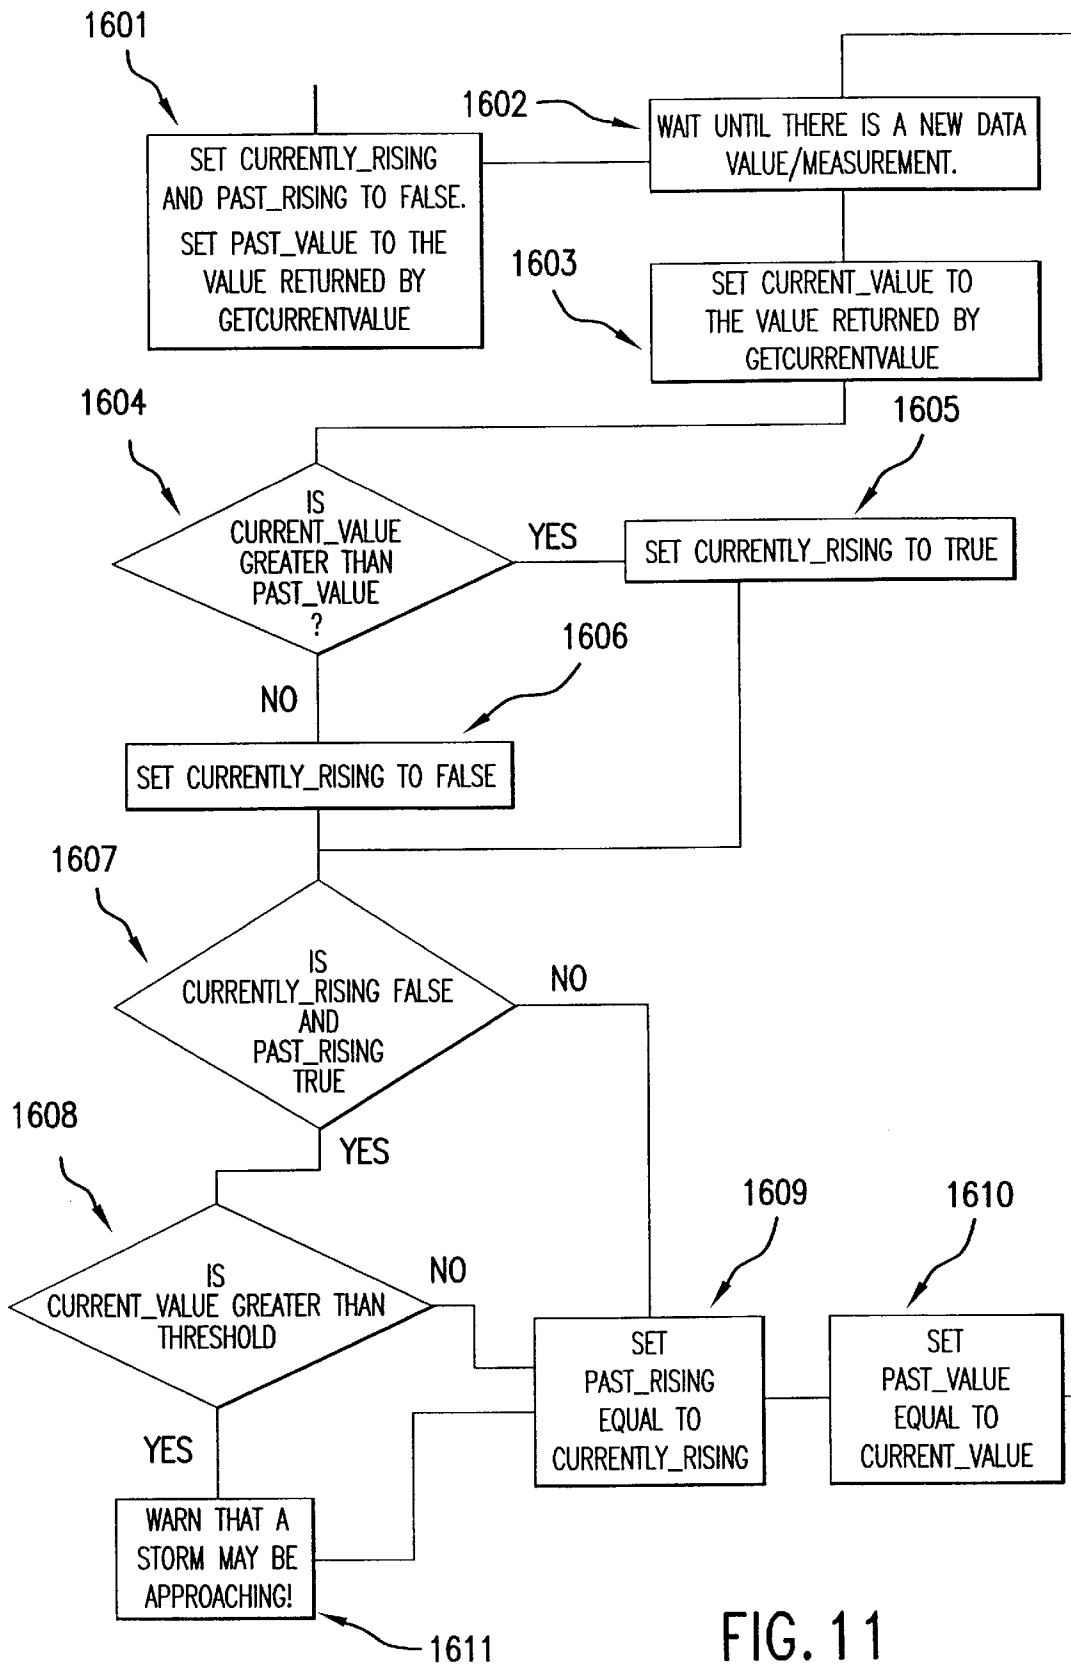 1601
SET CURRENTLY_RISING
AND PAST_RISING TO FALSE.
SET PAST_VALUE TO THE
VALUE RETURNED BY
GETCURRENTVALUE
1602
WAIT UNTIL THERE IS A NEW DATA
VALUE/MEASUREMENT.
1603
SET CURRENT_VALUE TO
THE VALUE RETURNED BY
GETCURRENTVALUE
1604
IS
CURRENT_VALUE
GREATER THAN
PAST_VALUE
?
YES
1605
SET CURRENTLY_RISING TO TRUE
NO
1606
SET CURRENTLY_RISING TO FALSE
1607
IS
CURRENTLY_RISING FALSE
AND
PAST_RISING
TRUE
NO
YES
1608
IS
CURRENT_VALUE GREATER THAN
THRESHOLD
NO
YES
1609
SET
PAST_RISING
EQUAL TO
CURRENTLY_RISING
1610
SET
PAST_VALUE
EQUAL TO
CURRENT_VALUE
WARN THAT A
STORM MAY BE
APPROACHING!
1611
FIG. 11